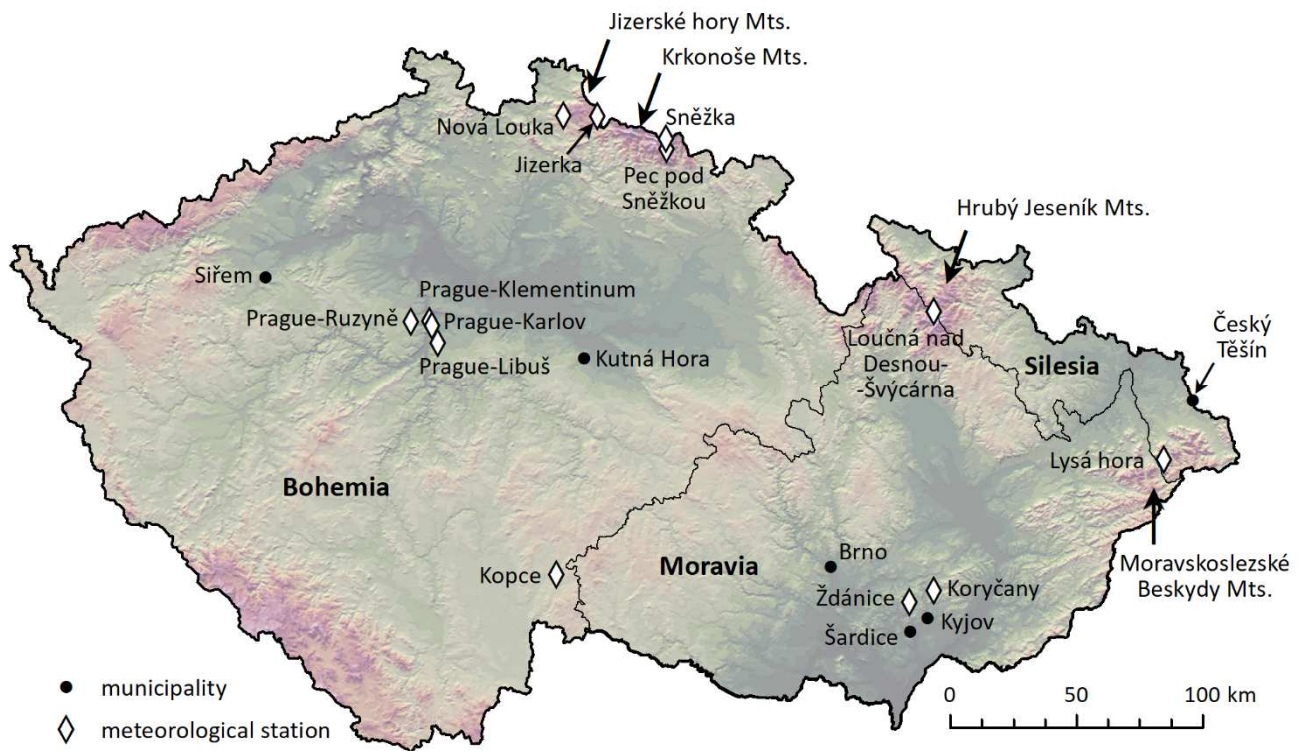 Jizerské hory Mts.
Krkonoše Mts.
Sněžka
Nová Louka
Jizerka
Pec pod
Sněžkou
Hrubý Jeseník Mts.
Siřem
Prague-Klementinum
Prague-Ruzyně
Prague-Karlov
Prague-Libuš
Kutná Hora
Loučná nad
Desnou-
-Švýcárna
Český
Těšín
Silesia
Lysá hora
Bohemia
Moravia
Kopce
Brno
Moravskoslezské
Beskydy Mts.
Koryčany
Ždánice
Kyjov
Šardice
municipality
meteorological station
0 50 100 km